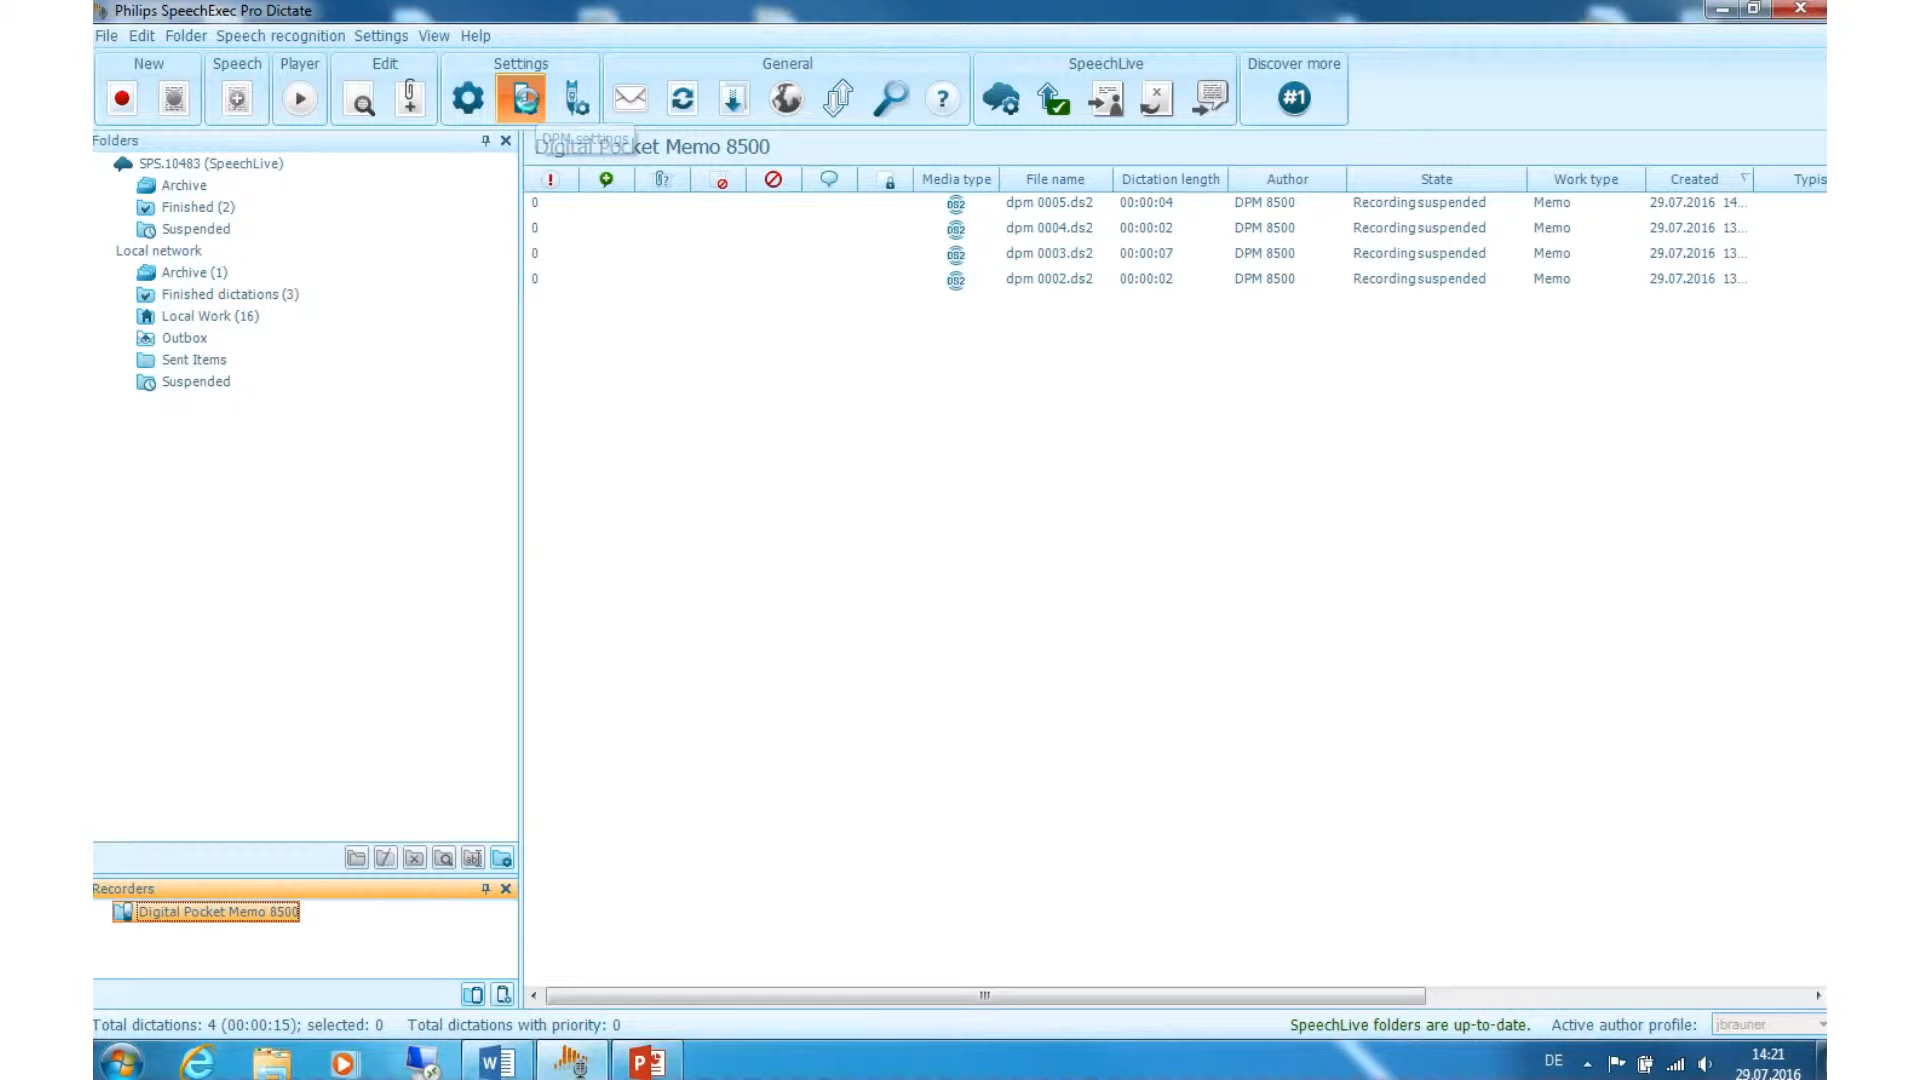 Philips SpeechExec Pro Dictate
File Edit Folder Speech recognition Settings View Help
New Speech Player Edit Settings General SpeechLive Discover more
#1
Folders
DPM settings
Digital Pocket Memo 8500
SPS.10483 (SpeechLive)
Archive
Finished (2)
Suspended
Local network
Archive (1)
Finished dictations (3)
Local Work (16)
Outbox
Sent Items
Suspended
Media type File name Dictation length Author State Work type Created Typis
0 DS2 dpm 0005.ds2 00:00:04 DPM 8500 Recording suspended Memo 29.07.2016 14...
0 DS2 dpm 0004.ds2 00:00:02 DPM 8500 Recording suspended Memo 29.07.2016 13...
0 DS2 dpm 0003.ds2 00:00:07 DPM 8500 Recording suspended Memo 29.07.2016 13...
0 DS2 dpm 0002.ds2 00:00:02 DPM 8500 Recording suspended Memo 29.07.2016 13...
Recorders
Digital Pocket Memo 8500
Total dictations: 4 (00:00:15); selected: 0 Total dictations with priority: 0 SpeechLive folders are up-to-date. Active author profile: jbrauner
DE 14:21
29.07.2016